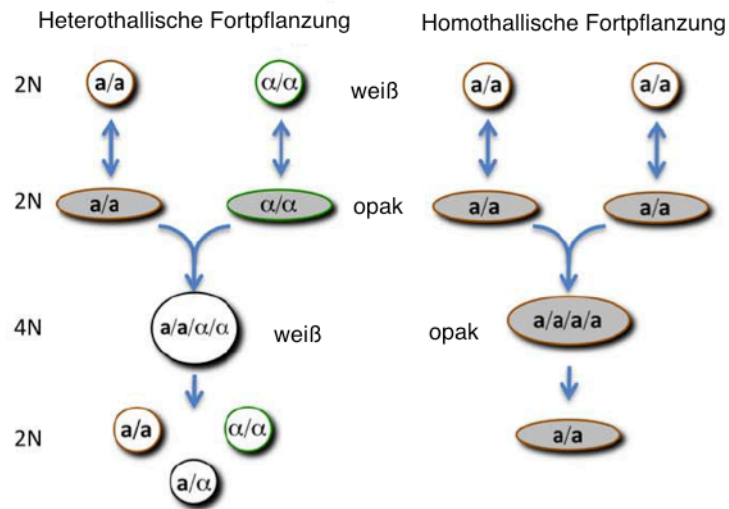 Heterothallische Fortpflanzung
Homothallische Fortpflanzung
2N
a/a
α/α
weiß
a/a
a/a
2N
a/a
α/α
opak
a/a
a/a
4N
a/a/α/α
weiß
opak
a/a/a/a
2N
a/a
α/α
a/α
a/a